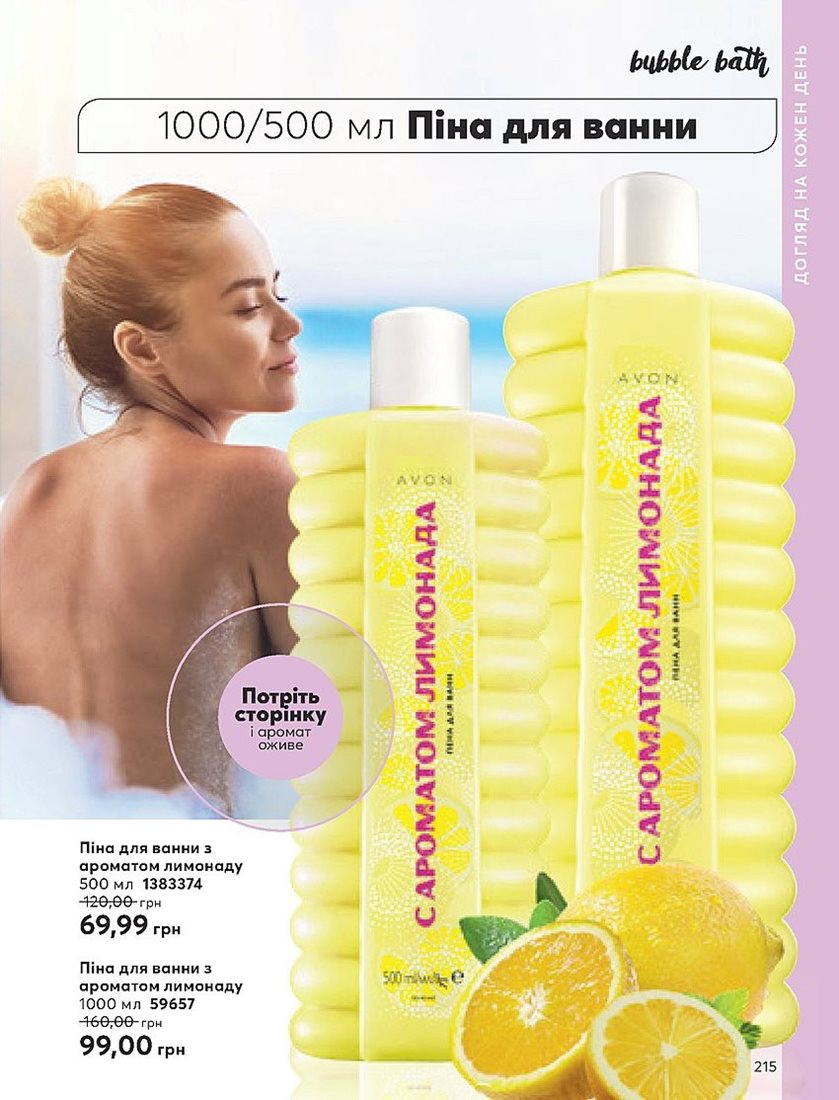 bubble bath
1000/500 мл Піна для ванни
ДОГЛЯД НА КОЖЕН ДЕНЬ
AVON
С АРОМАТОМ ЛИМОНАДА
ПЕНА ДЛЯ ВАНН
AVON
С АРОМАТОМ ЛИМОНАДА
ПЕНА ДЛЯ ВАНН
500 ml/мл e
Потріть
сторінку
і аромат
оживе
Піна для ванни з
ароматом лимонаду
500 мл 1383374
120,00 грн
69,99 грн
Піна для ванни з
ароматом лимонаду
1000 мл 59657
160,00 грн
99,00 грн
215